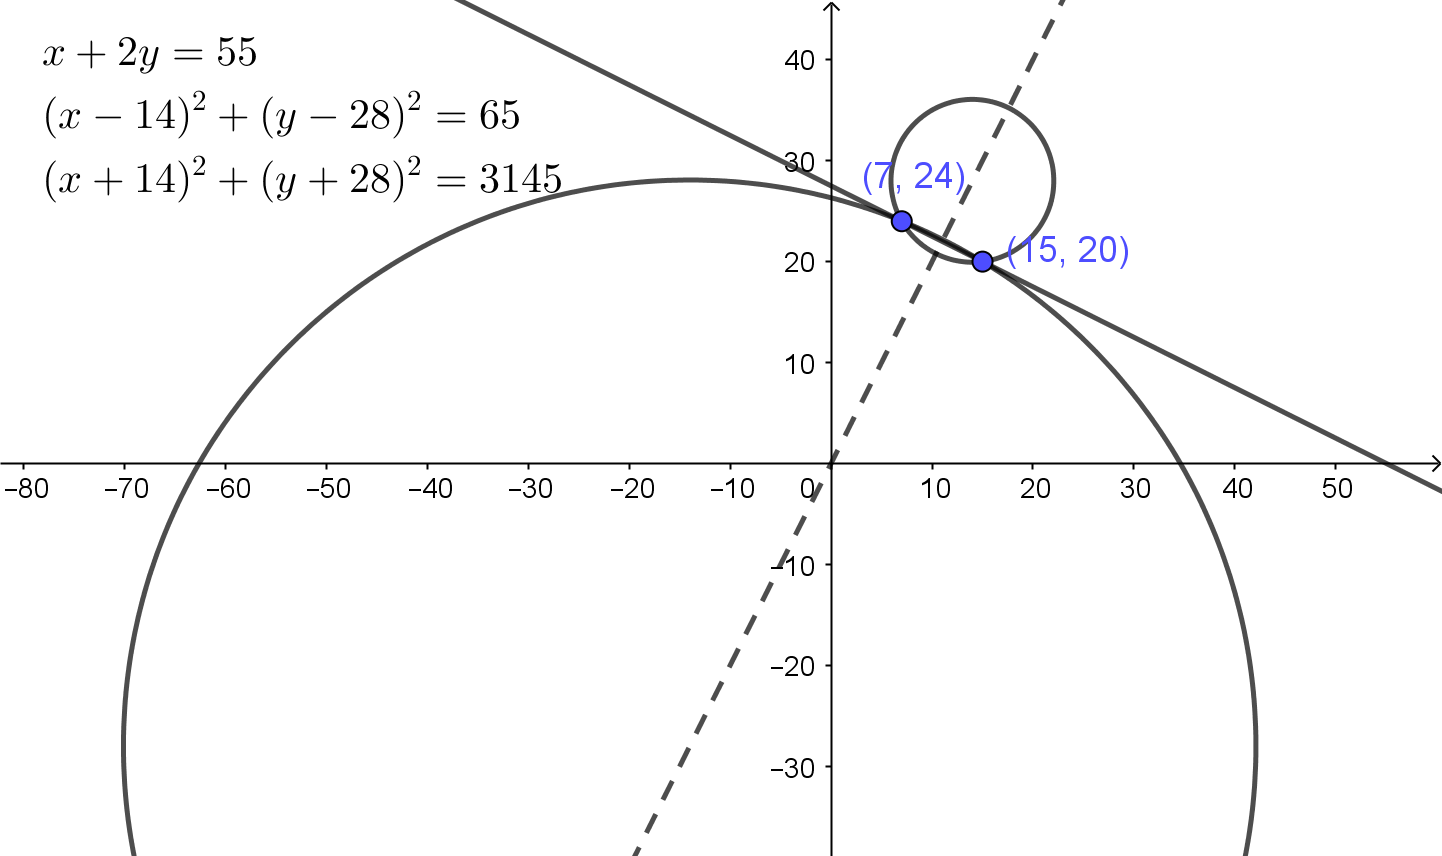 x + 2y = 55
(x − 14)² + (y − 28)² = 65
(x + 14)² + (y + 28)² = 3145
40
30
(7, 24)
(15, 20)
20
10
−80 −70 −60 −50 −40 −30 −20 −10 0 10 20 30 40 50
−10
−20
−30